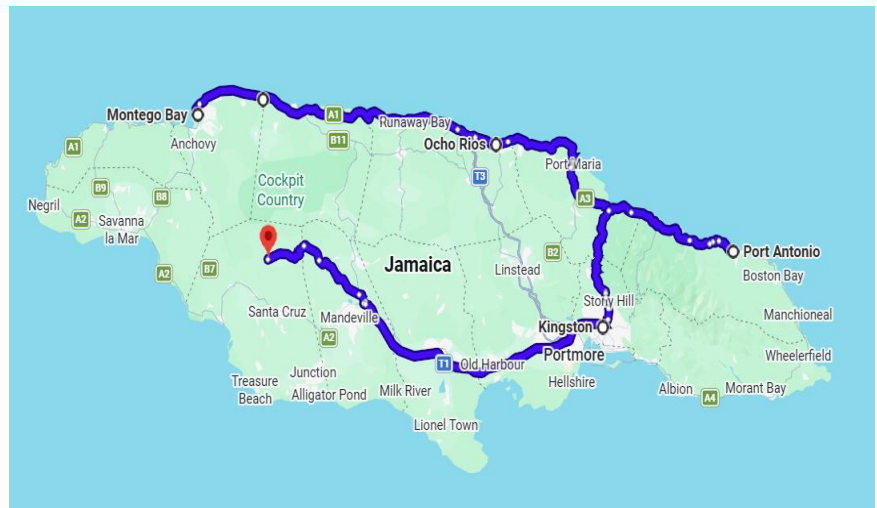 Montego Bay
A1
Runaway Bay
A1
Anchovy
B11
Ocho Rios
Port Maria
Cockpit
Country
T3
B9
B8
A3
Negril
A2
Savanna
la Mar
Port Antonio
B2
Jamaica
A2
B7
Linstead
Boston Bay
Stony Hill
Santa Cruz
Mandeville
Kingston
Manchioneal
A2
Portmore
Wheelerfield
T1
Old Harbour
Junction
Treasure
Beach
Hellshire
Alligator Pond
Milk River
Albion
Morant Bay
A4
Lionel Town